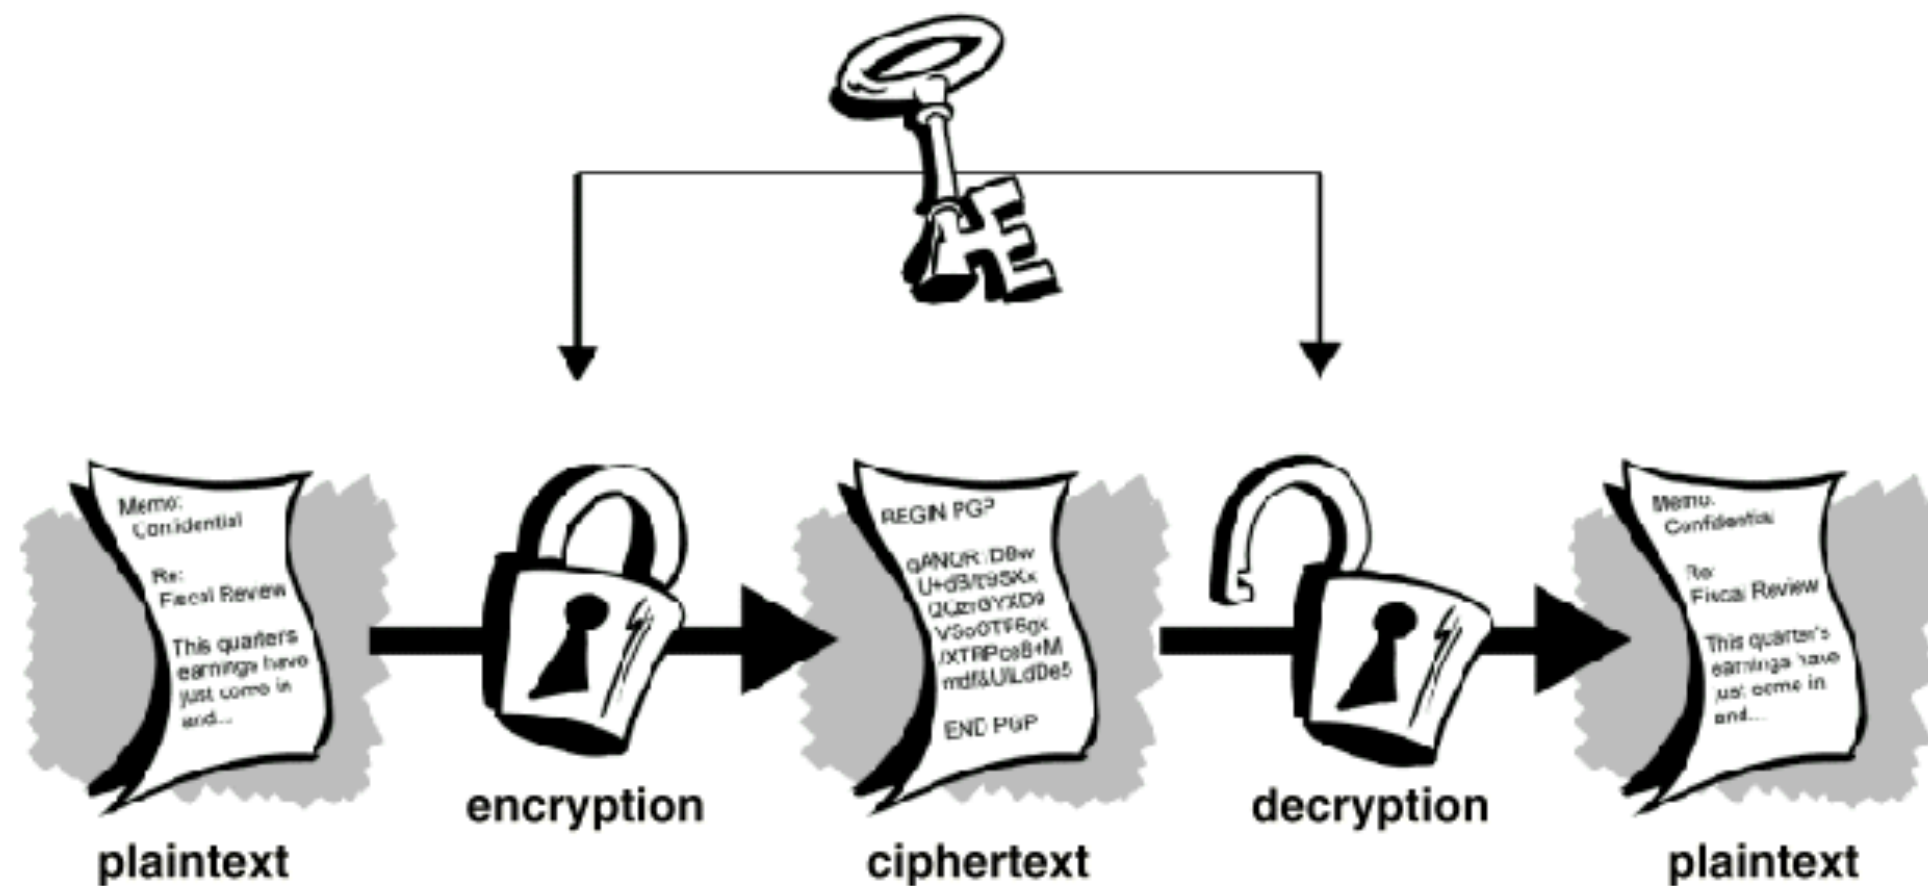 Memo:
Confidential
Re:
Fiscal Review
This quarter's
earnings have
just come in
and...
BEGIN PGP
END PGP
Memo:
Confidential
Re:
Fiscal Review
This quarter's
earnings have
just come in
and...
encryption
decryption
plaintext
ciphertext
plaintext